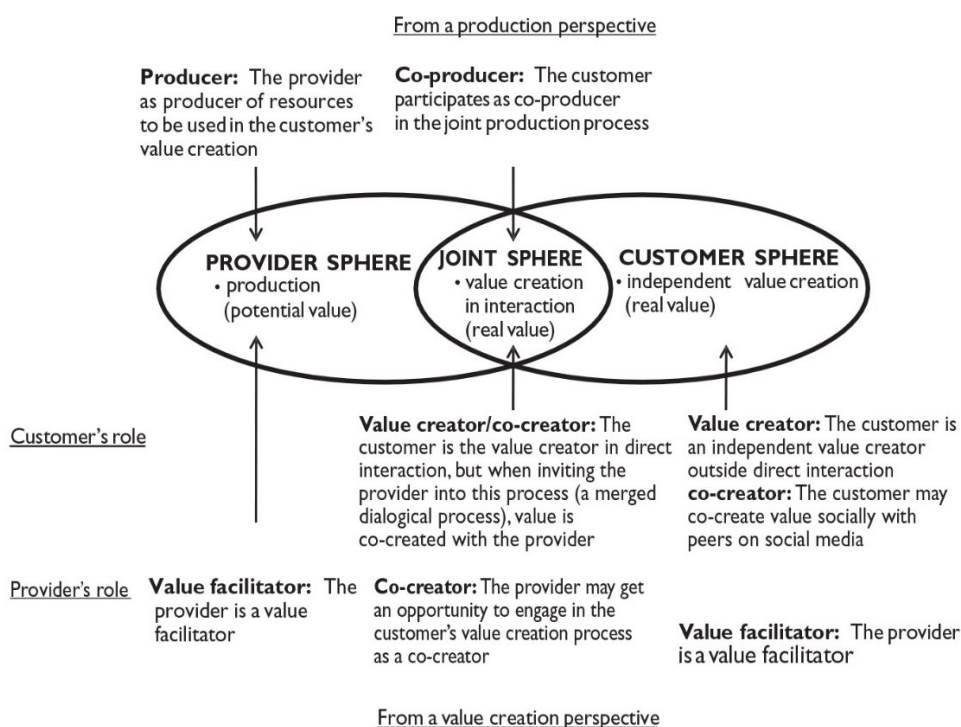 From a production perspective
Producer: The provider
as producer of resources
to be used in the customer's
value creation
Co-producer: The customer
participates as co-producer
in the joint production process
PROVIDER SPHERE
• production
(potential value)
JOINT SPHERE
• value creation
in interaction
(real value)
CUSTOMER SPHERE
• independent value creation
(real value)
Customer's role
Value creator/co-creator: The
customer is the value creator in direct
interaction, but when inviting the
provider into this process (a merged
dialogical process), value is
co-created with the provider
Value creator: The customer is
an independent value creator
outside direct interaction
co-creator: The customer may
co-create value socially with
peers on social media
Provider's role
Value facilitator: The
provider is a value
facilitator
Co-creator: The provider may get
an opportunity to engage in the
customer's value creation process
as a co-creator
Value facilitator: The provider
is a value facilitator
From a value creation perspective